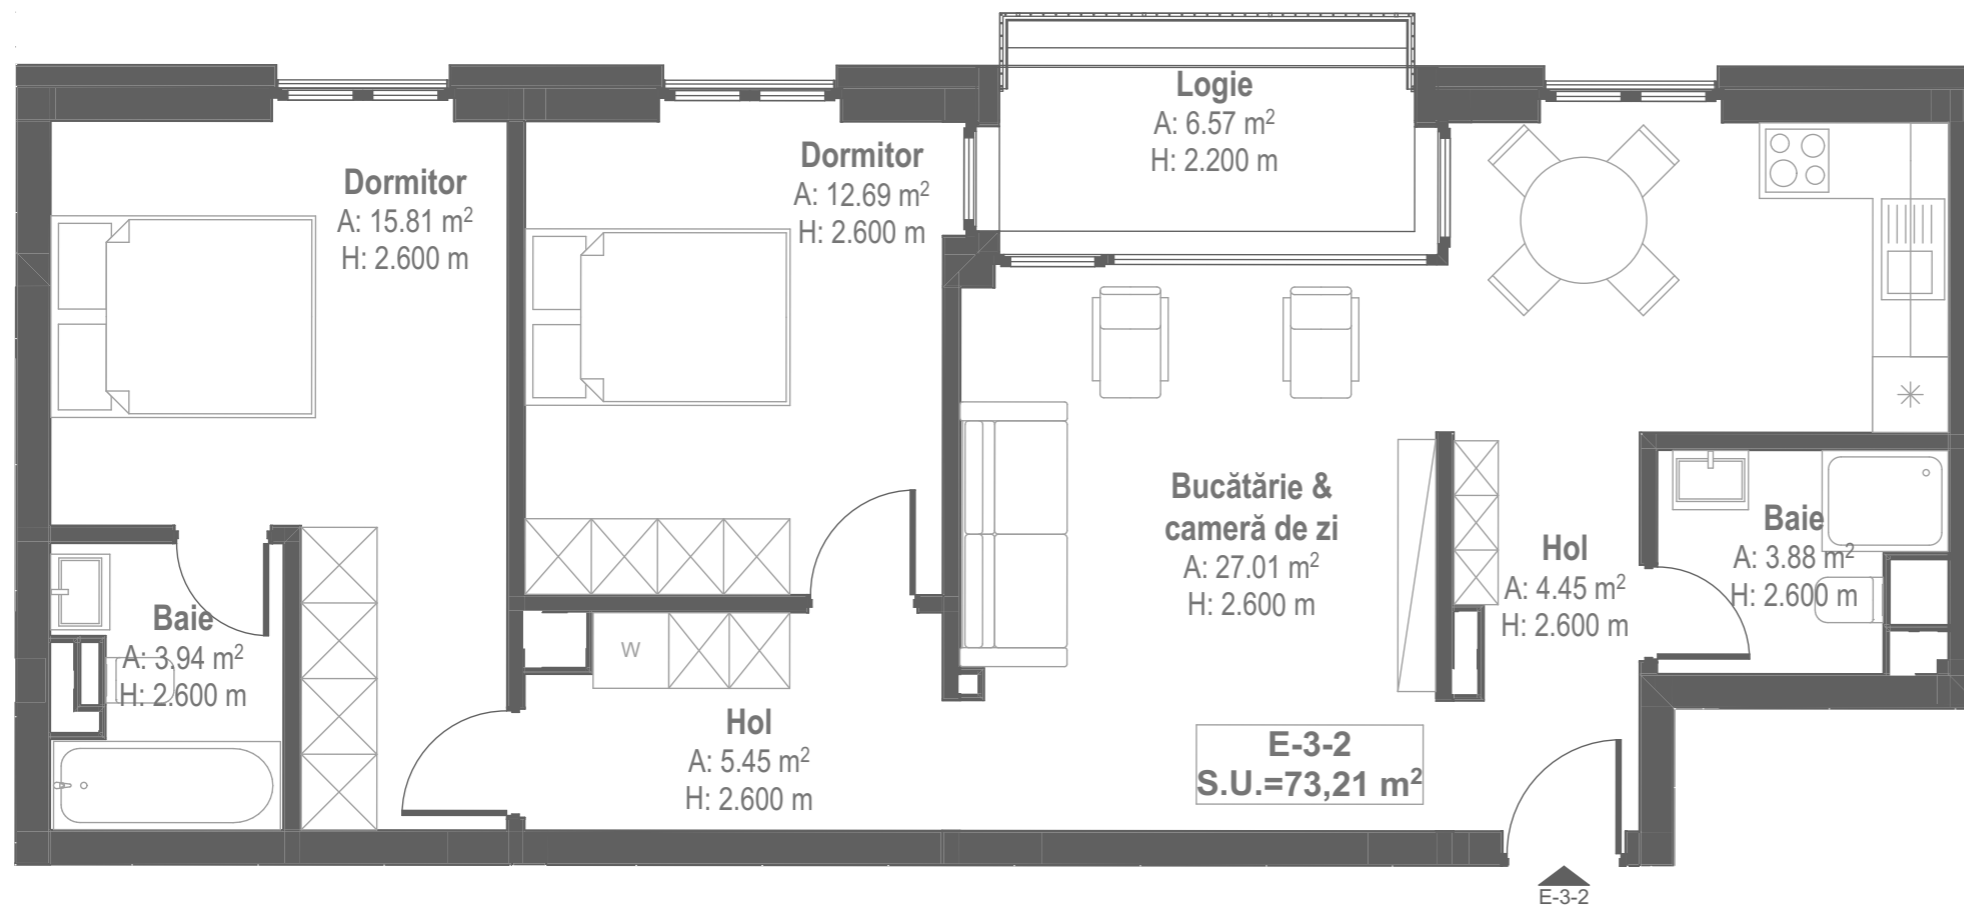 Dormitor
A: 15.81 m²
H: 2.600 m
Dormitor
A: 12.69 m²
H: 2.600 m
Logie
A: 6.57 m²
H: 2.200 m
Bucătărie &
cameră de zi
A: 27.01 m²
H: 2.600 m
Hol
A: 4.45 m²
H: 2.600 m
Baie
A: 3.88 m²
H: 2.600 m
Baie
A: 3.94 m²
H: 2.600 m
W
Hol
A: 5.45 m²
H: 2.600 m
E-3-2
S.U.=73,21 m²
E-3-2